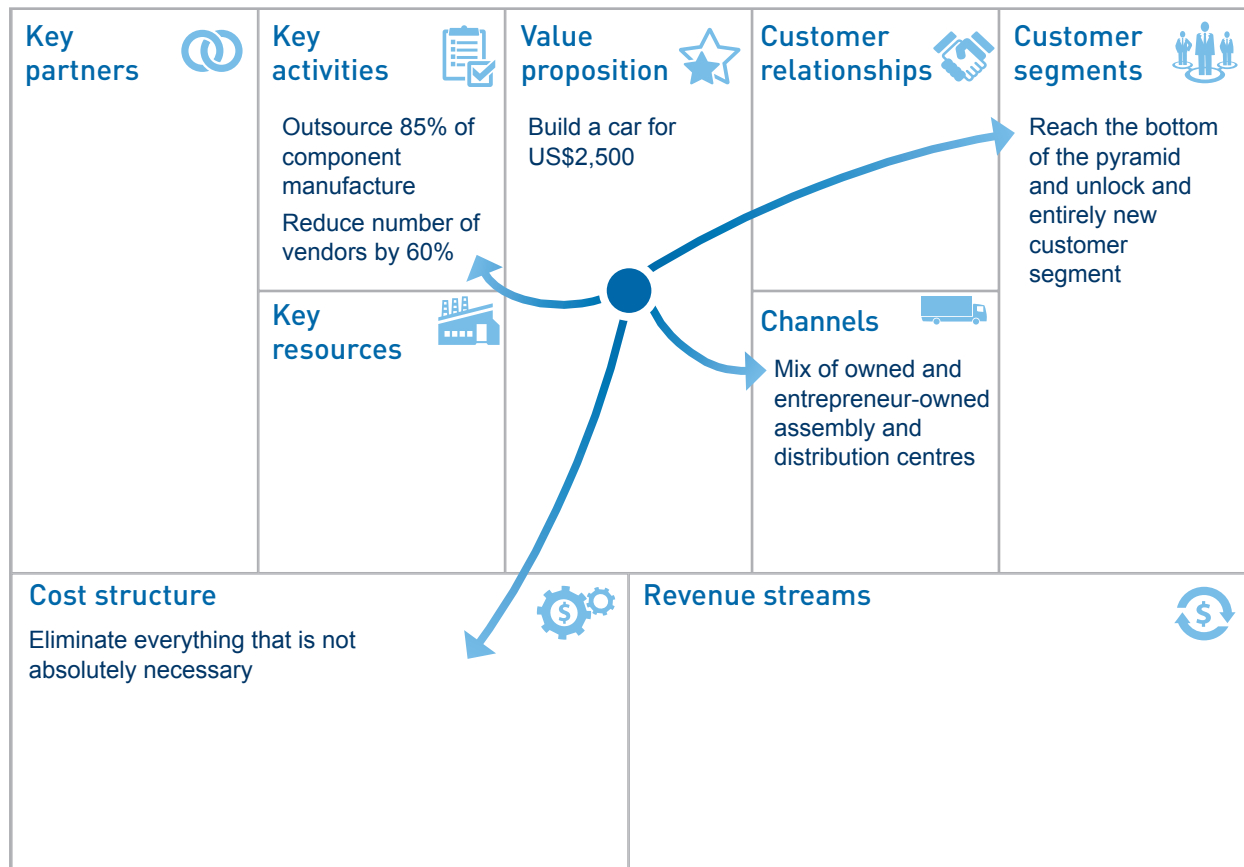 Key
partners
Key
activities
Outsource 85% of
component
manufacture
Reduce number of
vendors by 60%
Key
resources
Value
proposition
Build a car for
US$2,500
Customer
relationships
Channels
Mix of owned and
entrepreneur-owned
assembly and
distribution centres
Customer
segments
Reach the bottom
of the pyramid
and unlock and
entirely new
customer
segment
Cost structure
$
Eliminate everything that is not
absolutely necessary
Revenue streams
$